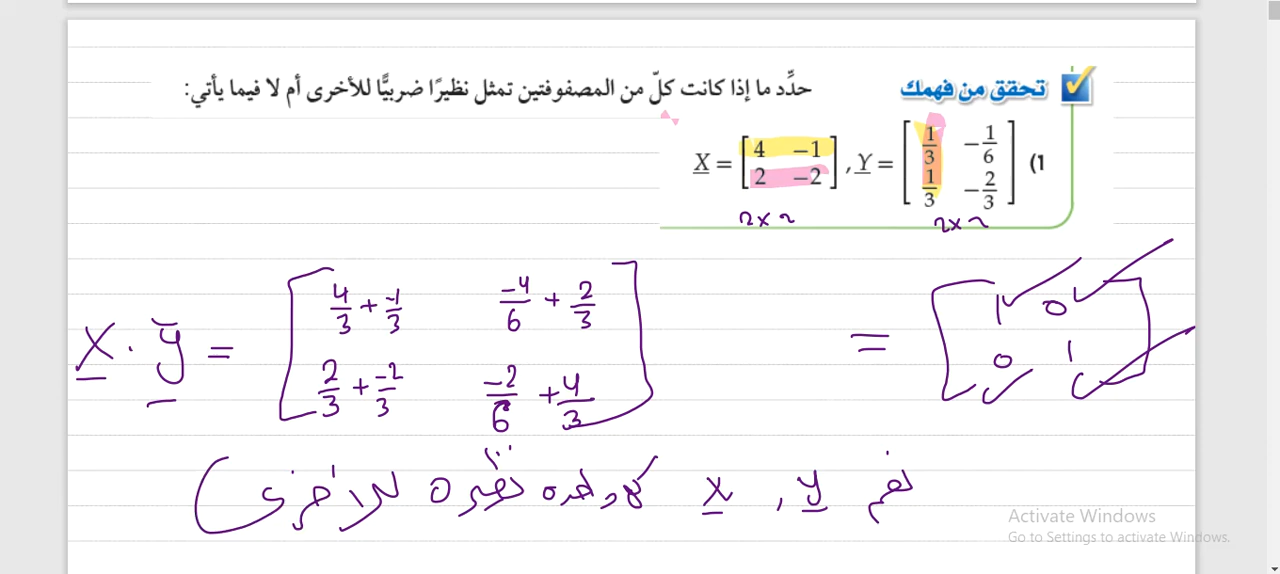 تحقق من فهمك
حدِّد ما إذا كانت كلّ من المصفوفتين تمثل نظيرًا ضربيًّا للأخرى أم لا فيما يأتي:
(1 X = [4 −1; 2 −2] , Y = [1/3 −1/6; 1/3 −2/3]
2×2 2×2
X · Y = [4/3 + −1/3 −4/6 + 2/3; 2/3 + −2/3 −2/6 + 4/3] = [1 0; 0 1]
نعم X , Y كل واحده نظيره للأخرى
Activate Windows
Go to Settings to activate Windows.